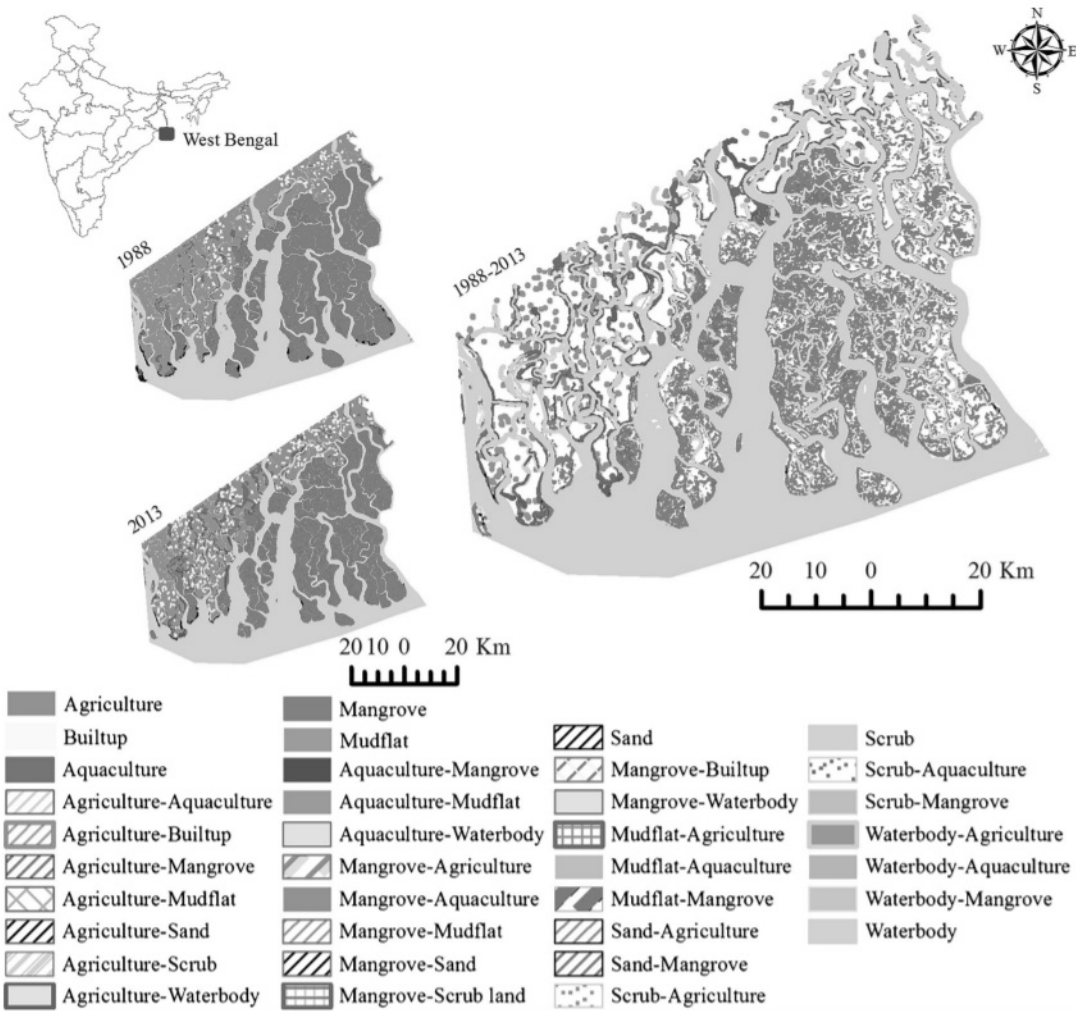 N
W E
S
West Bengal
1988
1988-2013
2013
20 10 0 20 Km
20 10 0 20 Km
Agriculture
Builtup
Aquaculture
Agriculture-Aquaculture
Agriculture-Builtup
Agriculture-Mangrove
Agriculture-Mudflat
Agriculture-Sand
Agriculture-Scrub
Agriculture-Waterbody
Mangrove
Mudflat
Aquaculture-Mangrove
Aquaculture-Mudflat
Aquaculture-Waterbody
Mangrove-Agriculture
Mangrove-Aquaculture
Mangrove-Mudflat
Mangrove-Sand
Mangrove-Scrub land
Sand
Mangrove-Builtup
Mangrove-Waterbody
Mudflat-Agriculture
Mudflat-Aquaculture
Mudflat-Mangrove
Sand-Agriculture
Sand-Mangrove
Scrub-Agriculture
Scrub
Scrub-Aquaculture
Scrub-Mangrove
Waterbody-Agriculture
Waterbody-Aquaculture
Waterbody-Mangrove
Waterbody